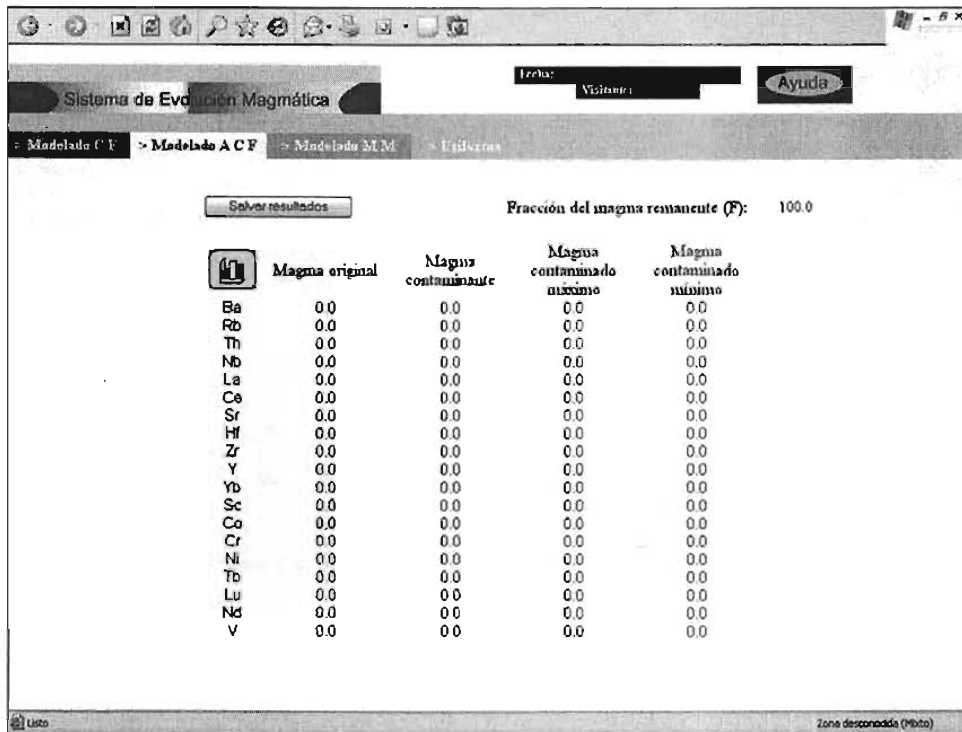 Fecha:
Visitante:
Ayuda
Sistema de Evolución Magmática
> Modelado C F > Modelado A C F > Modelado M M > Utilerías
Salvar resultados Fracción del magma remanente (F): 100.0
Magma original Magma contaminante Magma contaminado máximo Magma contaminado mínimo
Ba 0.0 0.0 0.0 0.0
Rb 0.0 0.0 0.0 0.0
Th 0.0 0.0 0.0 0.0
Nb 0.0 0.0 0.0 0.0
La 0.0 0.0 0.0 0.0
Ce 0.0 0.0 0.0 0.0
Sr 0.0 0.0 0.0 0.0
Hf 0.0 0.0 0.0 0.0
Zr 0.0 0.0 0.0 0.0
Y 0.0 0.0 0.0 0.0
Yb 0.0 0.0 0.0 0.0
Sc 0.0 0.0 0.0 0.0
Co 0.0 0.0 0.0 0.0
Cr 0.0 0.0 0.0 0.0
Ni 0.0 0.0 0.0 0.0
Tb 0.0 0.0 0.0 0.0
Lu 0.0 0.0 0.0 0.0
Nd 0.0 0.0 0.0 0.0
V 0.0 0.0 0.0 0.0
Listo Zona desconocida (Mixto)